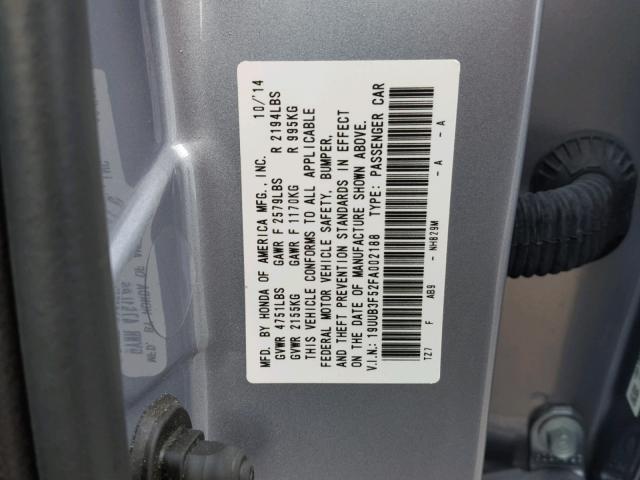 MFD. BY HONDA OF AMERICA MFG., INC. 10/'14
GVWR 4751LBS GAWR F 2579LBS R 2194LBS
GVWR 2155KG GAWR F 1170KG R 995KG
THIS VEHICLE CONFORMS TO ALL APPLICABLE
FEDERAL MOTOR VEHICLE SAFETY, BUMPER,
AND THEFT PREVENTION STANDARDS IN EFFECT
ON THE DATE OF MANUFACTURE SHOWN ABOVE.
V.I.N.: 19UUB3F52FA002188 TYPE: PASSENGER CAR
TZ7 F AB9 - NH829M - A - A - A